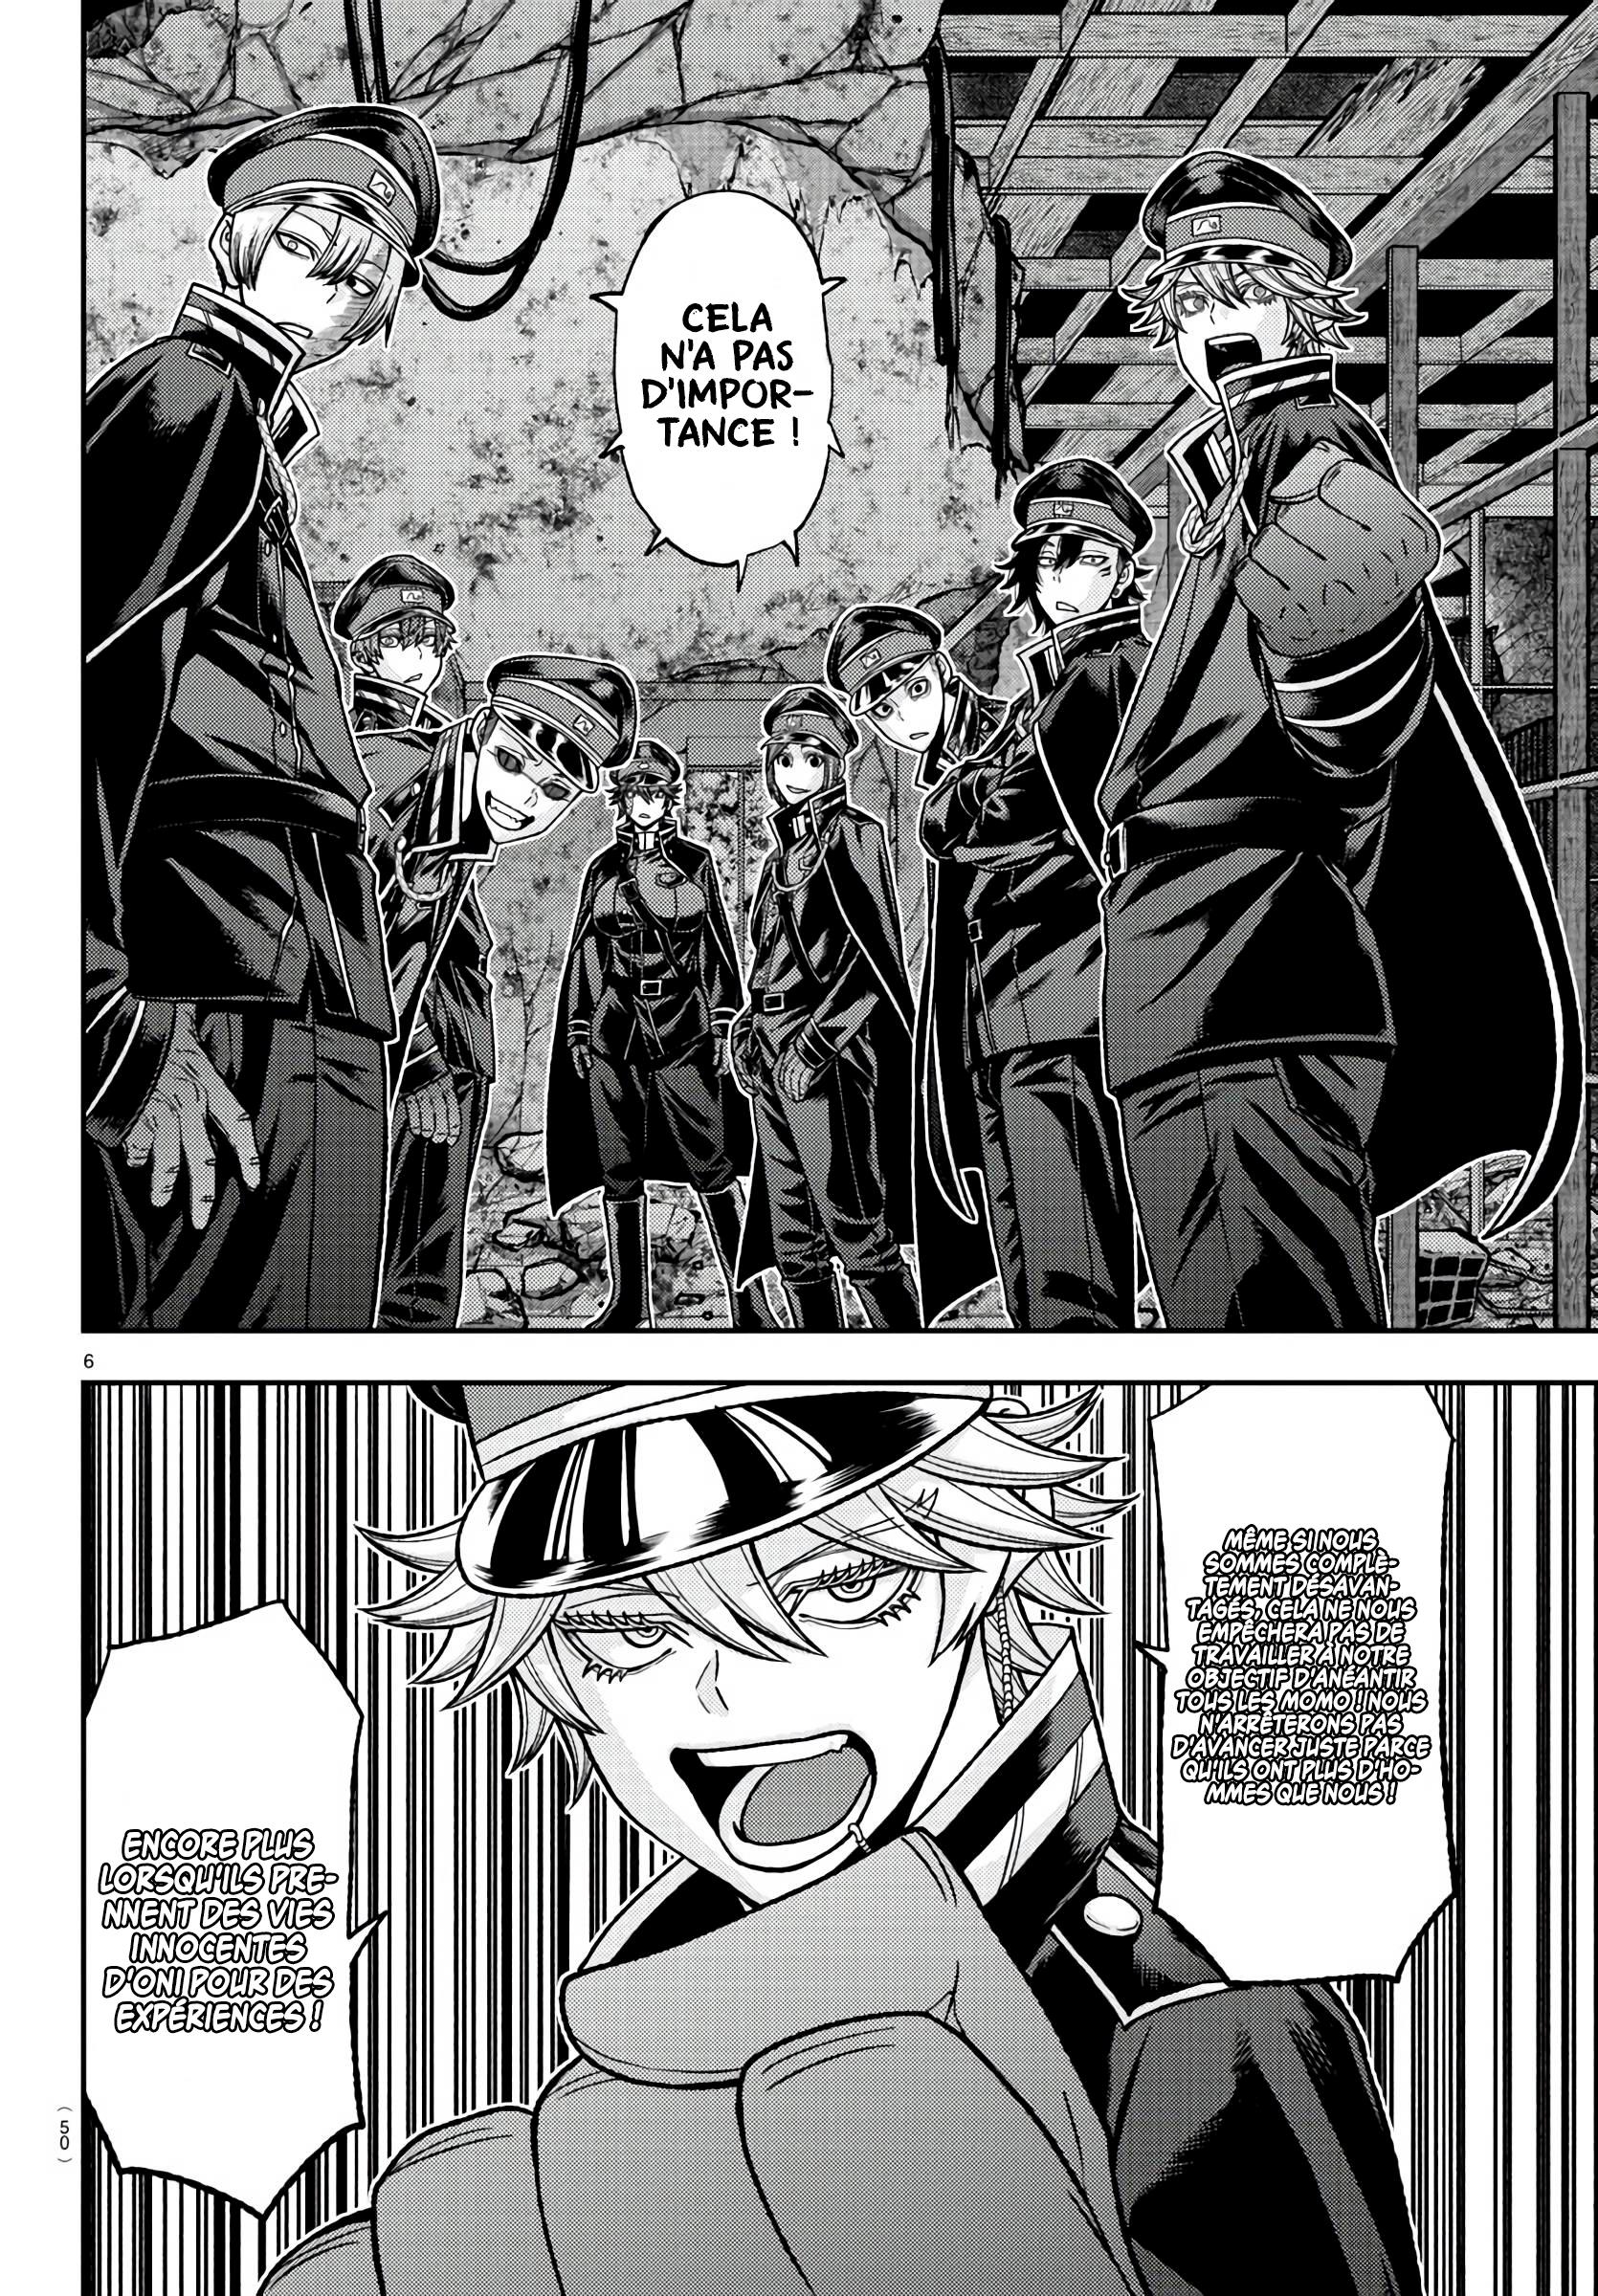 CELA
N'A PAS
D'IMPOR-
TANCE !
6
MÊME SI NOUS
SOMMES COMPLÈ-
TEMENT DÉSAVAN-
TAGÉS, CELA NE NOUS
EMPÊCHERA PAS DE
TRAVAILLER À NOTRE
OBJECTIF D'ANÉANTIR
TOUS LES MOMO ! NOUS
N'ARRÊTERONS PAS
D'AVANCER JUSTE PARCE
QU'ILS ONT PLUS D'HO-
MMES QUE NOUS !
ENCORE PLUS
LORSQU'ILS PRE-
NNENT DES VIES
INNOCENTES
D'ONI POUR DES
EXPÉRIENCES !
(50)